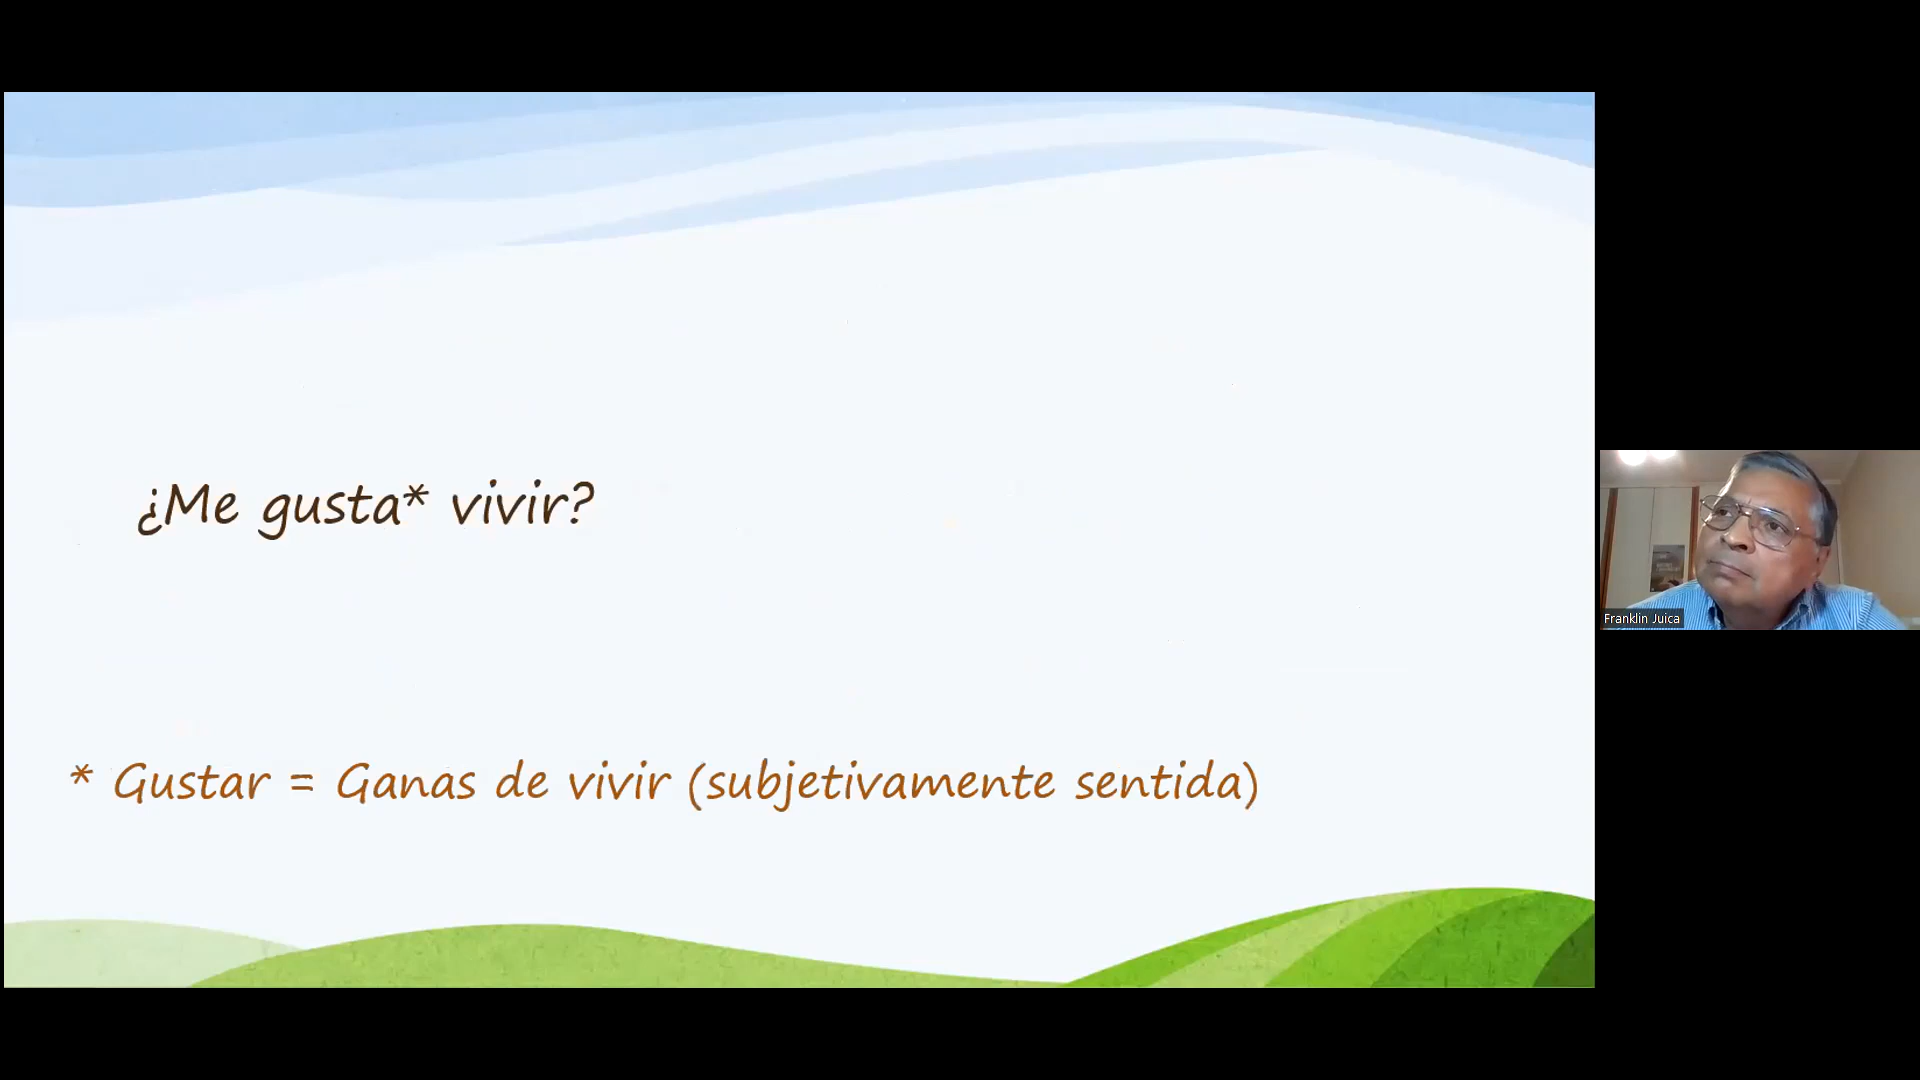 ¿Me gusta* vivir?
* Gustar = Ganas de vivir (subjetivamente sentida)
Franklin Juica